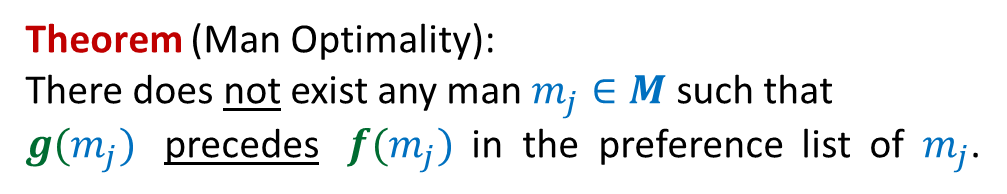 Theorem (Man Optimality):
There does not exist any man mⱼ ∈ M such that
g(mⱼ) precedes f(mⱼ) in the preference list of mⱼ.